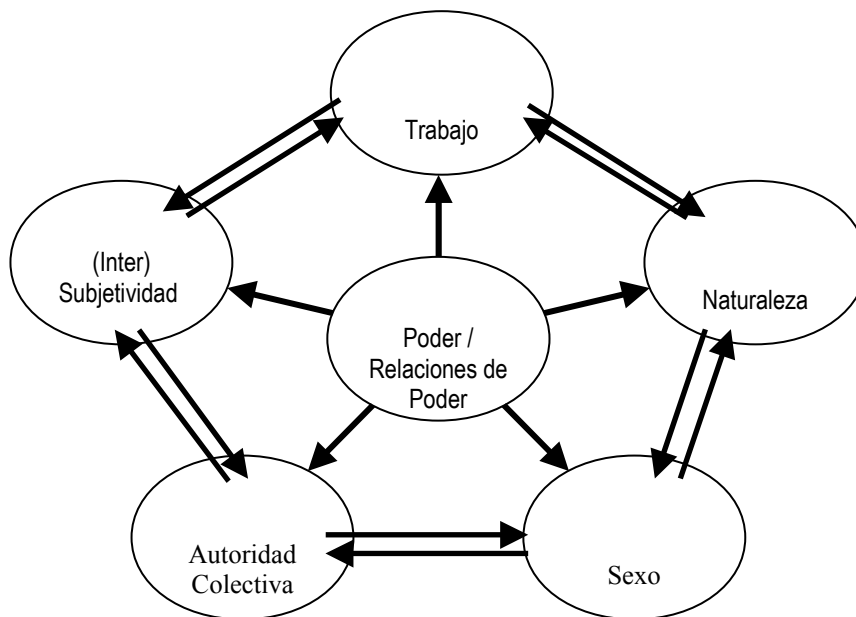 Trabajo
(Inter)
Subjetividad
Naturaleza
Poder /
Relaciones de
Poder
Autoridad
Colectiva
Sexo